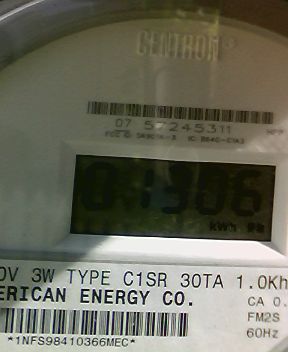 CENTRON®
07 57245311
01306
kWh
0V 3W TYPE C1SR 30TA 1.0Kh
ERICAN ENERGY CO.
CA 0.
FM2S
60Hz
*1NFS98410366MEC*